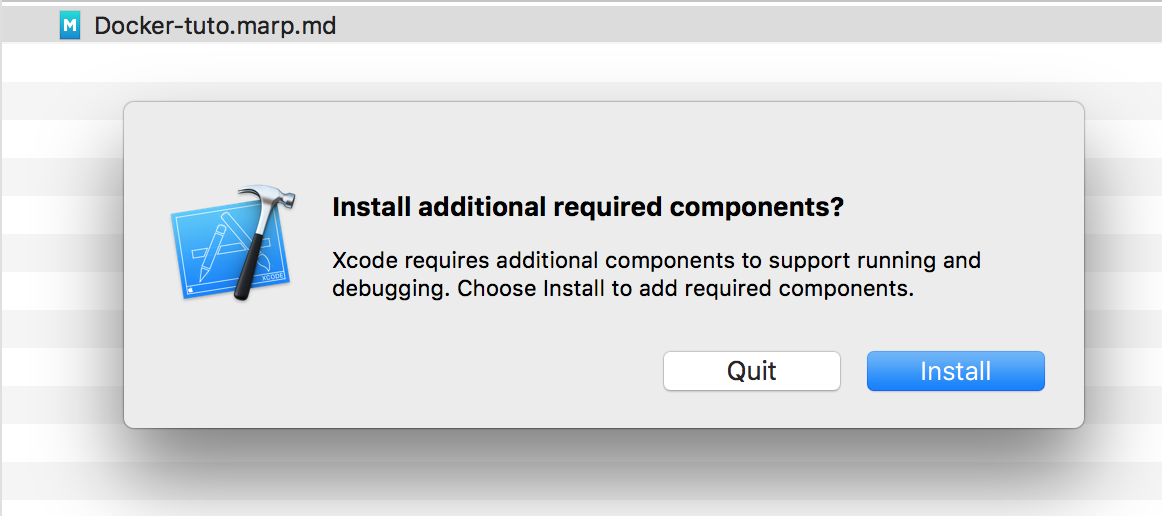 M Docker-tuto.marp.md
Install additional required components?
Xcode requires additional components to support running and
debugging. Choose Install to add required components.
XCODE
Quit Install